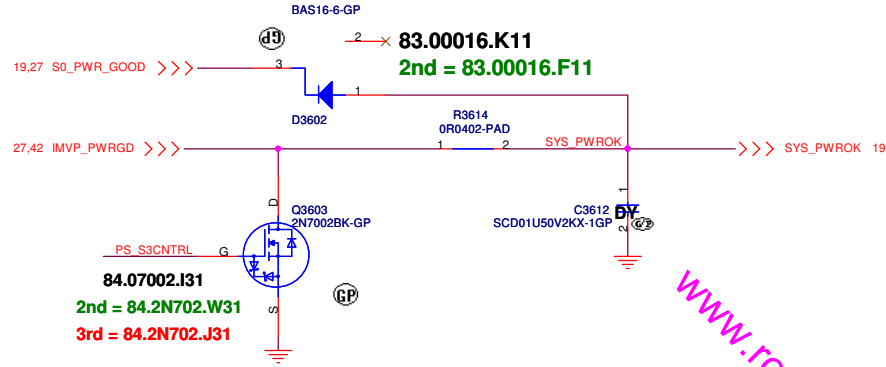 BAS16-6-GP
GP
2
83.00016.K11
2nd = 83.00016.F11
19,27 S0_PWR_GOOD
3
1
D3602
R3614
0R0402-PAD
27,42 IMVP_PWRGD
1
2
SYS_PWROK
SYS_PWROK 19
D
Q3603
2N7002BK-GP
1
C3612
DY
SCD01U50V2KX-1GP
2
G/P
PS_S3CNTRL
G
84.07002.I31
2nd = 84.2N702.W31
3rd = 84.2N702.J31
S
GP